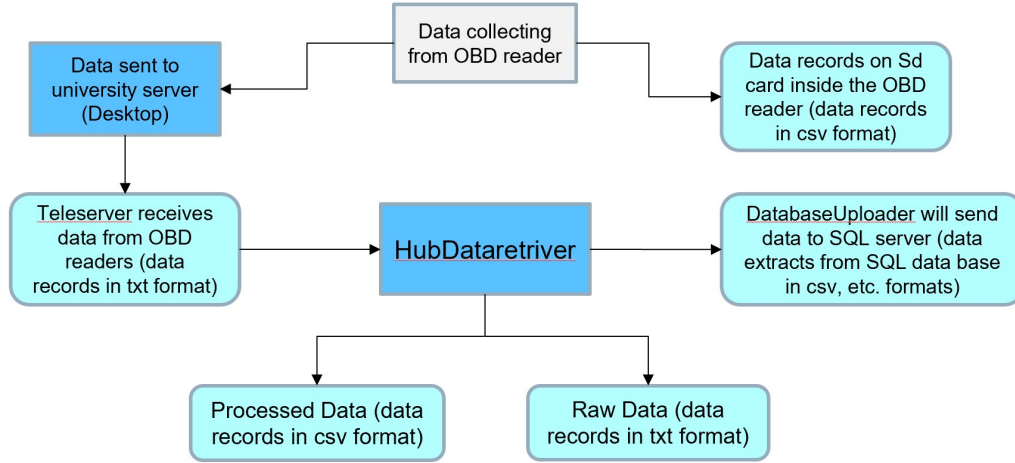 Data collecting
from OBD reader
Data sent to
university server
(Desktop)
Data records on Sd
card inside the OBD
reader (data records
in csv format)
Teleserver receives
data from OBD
readers (data
records in txt format)
HubDataretriver
DatabaseUploader will send
data to SQL server (data
extracts from SQL data base
in csv, etc. formats)
Processed Data (data
records in csv format)
Raw Data (data
records in txt format)